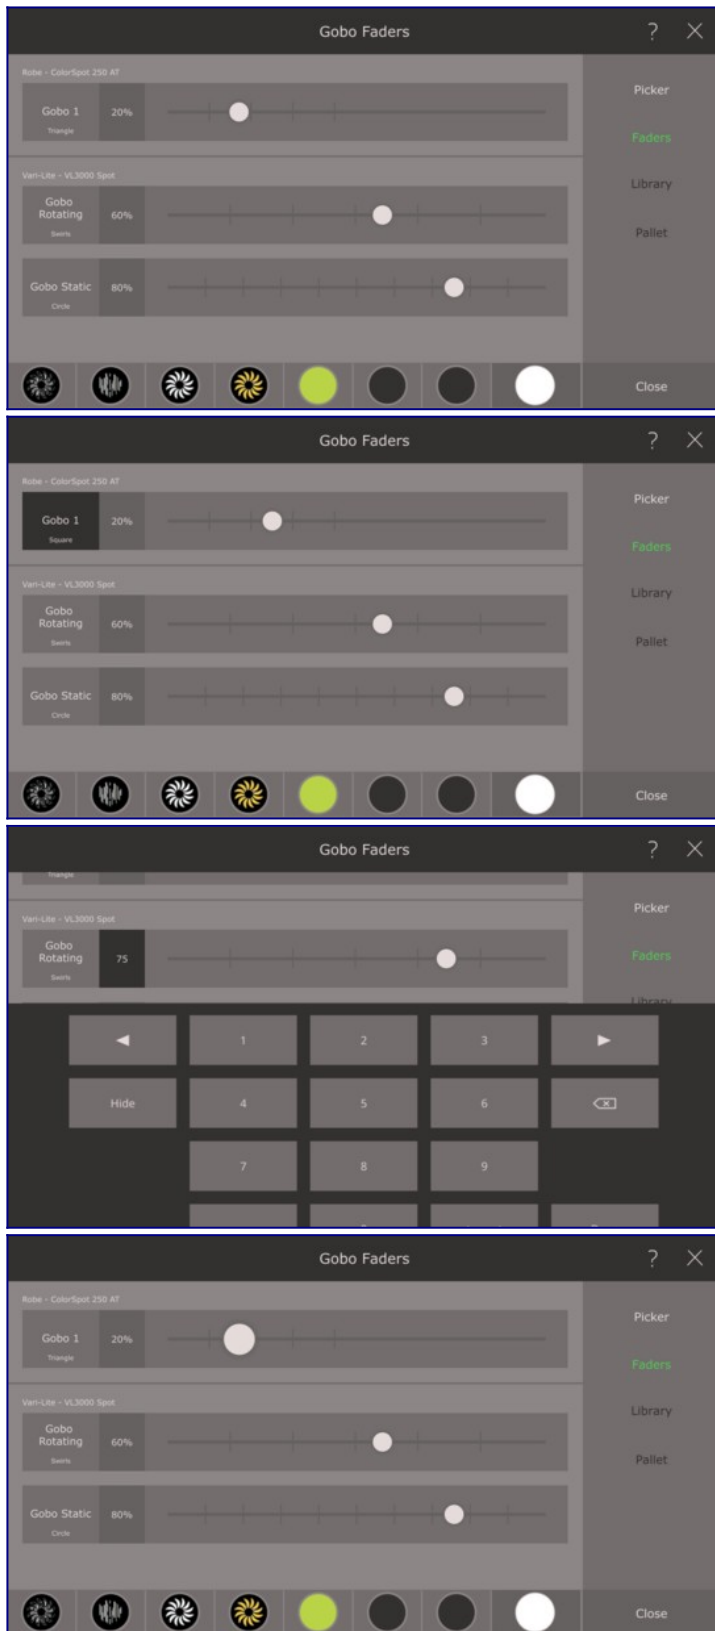 Gobo Faders ?
Robe - ColorSpot 250 AT
Picker
Gobo 1
20%
Triangle
Faders
Vari-Lite - VL3000 Spot
Library
Gobo
Rotating
60%
Swirls
Pallet
Gobo Static
80%
Circle
Close
Gobo Faders ?
Robe - ColorSpot 250 AT
Picker
Gobo 1
20%
Square
Faders
Vari-Lite - VL3000 Spot
Library
Gobo
Rotating
60%
Swirls
Pallet
Gobo Static
80%
Circle
Close
Gobo Faders ?
Triangle
Picker
Vari-Lite - VL3000 Spot
Gobo
Rotating
75
Swirls
Faders
Library
1 2 3
Hide 4 5 6
7 8 9
Gobo Faders ?
Robe - ColorSpot 250 AT
Picker
Gobo 1
20%
Triangle
Faders
Vari-Lite - VL3000 Spot
Library
Gobo
Rotating
60%
Swirls
Pallet
Gobo Static
80%
Circle
Close